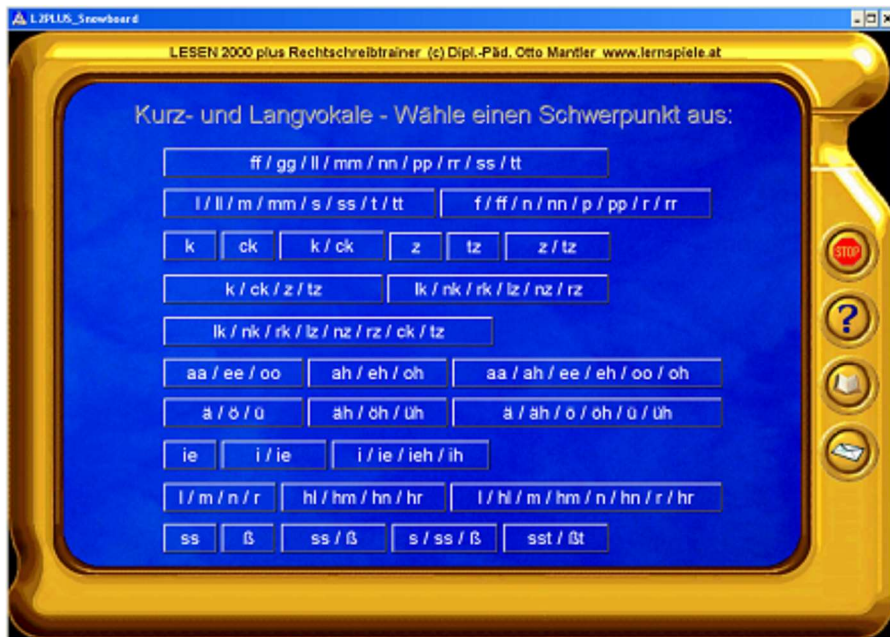 L2PLUS_Snowboard
LESEN 2000 plus Rechtschreibtrainer (c) Dipl.-Päd. Otto Mantler www.lernspiele.at
Kurz- und Langvokale - Wähle einen Schwerpunkt aus:
ff / gg / ll / mm / nn / pp / rr / ss / tt
l / ll / m / mm / s / ss / t / tt f / ff / n / nn / p / pp / r / rr
k ck k / ck z tz z / tz
k / ck / z / tz lk / nk / rk / lz / nz / rz
lk / nk / rk / lz / nz / rz / ck / tz
aa / ee / oo ah / eh / oh aa / ah / ee / eh / oo / oh
ä / ö / ü äh / öh / üh ä / äh / ö / öh / ü / üh
ie i / ie i / ie / ieh / ih
l / m / n / r hl / hm / hn / hr l / hl / m / hm / n / hn / r / hr
ss ß ss / ß s / ss / ß sst / ßt
STOP
?